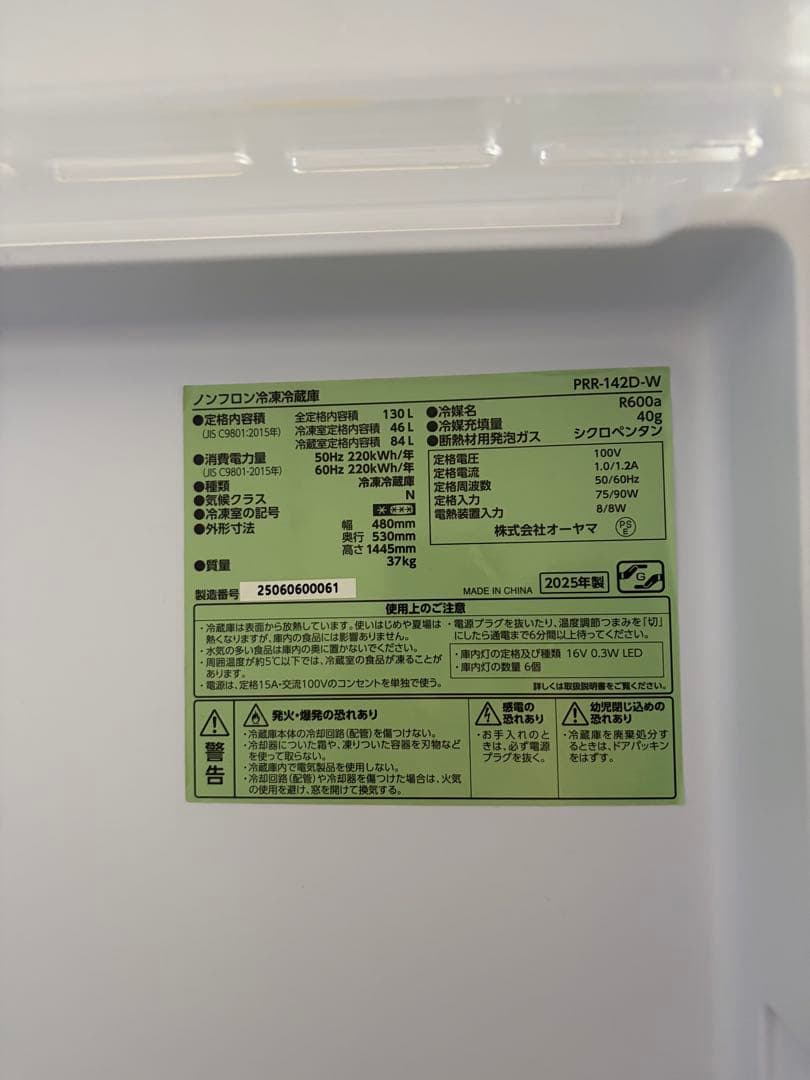 ノンフロン冷凍冷蔵庫 PRR-142D-W
●定格内容積 全定格内容積 130 L
(JIS C9801:2015年) 冷凍室定格内容積 46 L
冷蔵室定格内容積 84 L
●消費電力量 50Hz 220kWh/年
(JIS C9801-2015年) 60Hz 220kWh/年
●種類 冷凍冷蔵庫
●気候クラス N
●冷凍室の記号
●外形寸法 幅 480mm
奥行 530mm
高さ 1445mm
●質量 37kg
●冷媒名 R600a
●冷媒充填量 40g
●断熱材用発泡ガス シクロペンタン
定格電圧 100V
定格電流 1.0/1.2A
定格周波数 50/60Hz
定格入力 75/90W
電熱装置入力 8/8W
株式会社オーヤマ PSE
製造番号 25060600061 MADE IN CHINA 2025年製 G
使用上のご注意
・冷蔵庫は表面から放熱しています。使いはじめや夏場は
熱くなりますが、庫内の食品には影響ありません。
・水気の多い食品は庫内の奥に置かないでください。
・周囲温度が約5℃以下では、冷蔵室の食品が凍ることが
あります。
・電源は、定格15A・交流100Vのコンセントを単独で使う。
・電源プラグを抜いたり、温度調節つまみを「切」
にしたら通電まで6分間以上待ってください。
・庫内灯の定格及び種類 16V 0.3W LED
・庫内灯の数量 6個
詳しくは取扱説明書をご覧ください。
警告
発火・爆発の恐れあり
・冷蔵庫本体の冷却回路(配管)を傷つけない。
・冷却器についた霜や、凍りついた容器を刃物など
を使って取らない。
・冷蔵庫内で電気製品を使用しない。
・冷却回路(配管)や冷却器を傷つけた場合は、火気
の使用を避け、窓を開けて換気する。
感電の
恐れあり
・お手入れのと
きは、必ず電源
プラグを抜く。
幼児閉じ込めの
恐れあり
・冷蔵庫を廃棄処分す
るときは、ドアパッキン
をはずす。